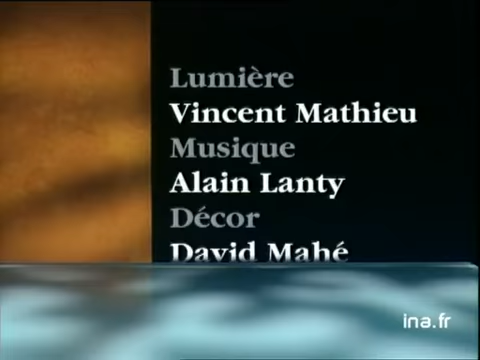 Lumière
Vincent Mathieu
Musique
Alain Lanty
Décor
David Mahé
ina.fr